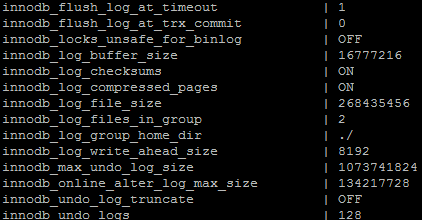 innodb_flush_log_at_timeout | 1
innodb_flush_log_at_trx_commit | 0
innodb_locks_unsafe_for_binlog | OFF
innodb_log_buffer_size | 16777216
innodb_log_checksums | ON
innodb_log_compressed_pages | ON
innodb_log_file_size | 268435456
innodb_log_files_in_group | 2
innodb_log_group_home_dir | ./
innodb_log_write_ahead_size | 8192
innodb_max_undo_log_size | 1073741824
innodb_online_alter_log_max_size | 134217728
innodb_undo_log_truncate | OFF
innodb_undo_logs | 128